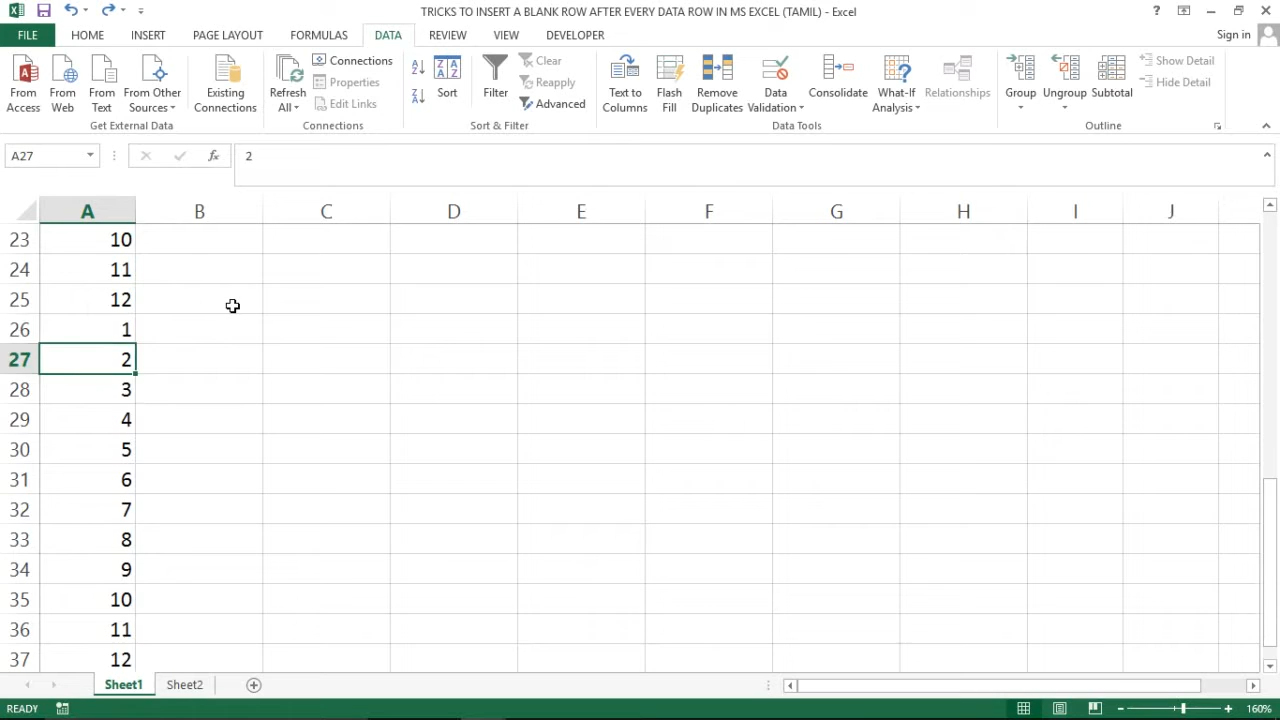 TRICKS TO INSERT A BLANK ROW AFTER EVERY DATA ROW IN MS EXCEL (TAMIL) - Excel
FILE HOME INSERT PAGE LAYOUT FORMULAS DATA REVIEW VIEW DEVELOPER Sign in
From Access
From Web
From Text
From Other Sources
Existing Connections
Get External Data
Refresh All
Connections
Properties
Edit Links
Connections
Sort
Filter
Clear
Reapply
Advanced
Sort & Filter
Text to Columns
Flash Fill
Remove Duplicates
Data Validation
Consolidate
What-If Analysis
Relationships
Data Tools
Group
Ungroup
Subtotal
Show Detail
Hide Detail
Outline
A27 fx 2
A B C D E F G H I J
23 10
24 11
25 12
26 1
27 2
28 3
29 4
30 5
31 6
32 7
33 8
34 9
35 10
36 11
37 12
Sheet1 Sheet2
READY 160%